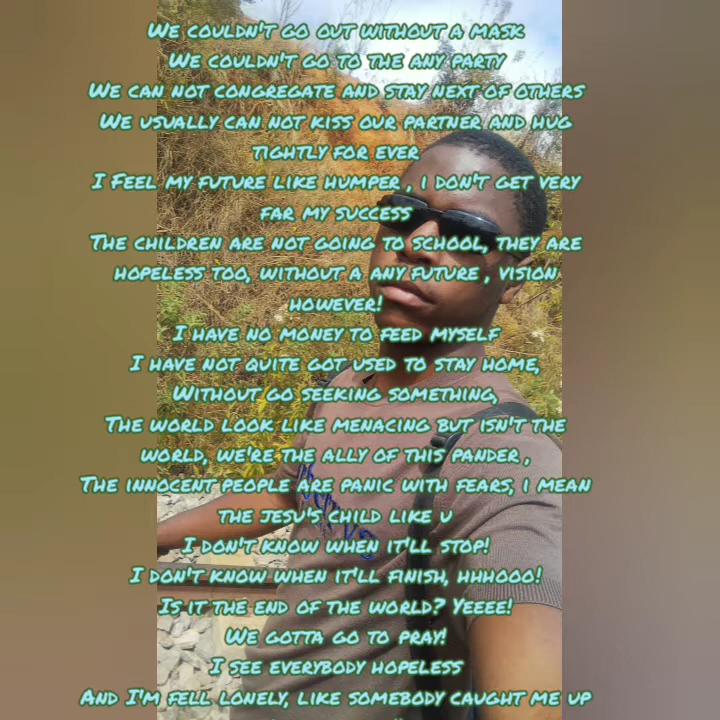 We couldn't go out without a mask
We couldn't go to the any party
We can not congregate and stay next of others
We usually can not kiss our partner and hug
tightly for ever
I Feel my future like humper , i don't get very
far my success
The children are not going to school, they are
hopeless too, without a any future , vision
however!
I have no money to feed myself
I have not quite got used to stay home,
Without go seeking something,
The world look like menacing but isn't the
world, we're the ally of this pander ,
The innocent people are panic with fears, i mean
the jesu's child like u
I don't know when it'll stop!
I don't know when it'll finish, hhhooo!
Is it the end of the world? Yeeee!
We gotta go to pray!
I see everybody hopeless
And I'm fell lonely, like somebody caught me up